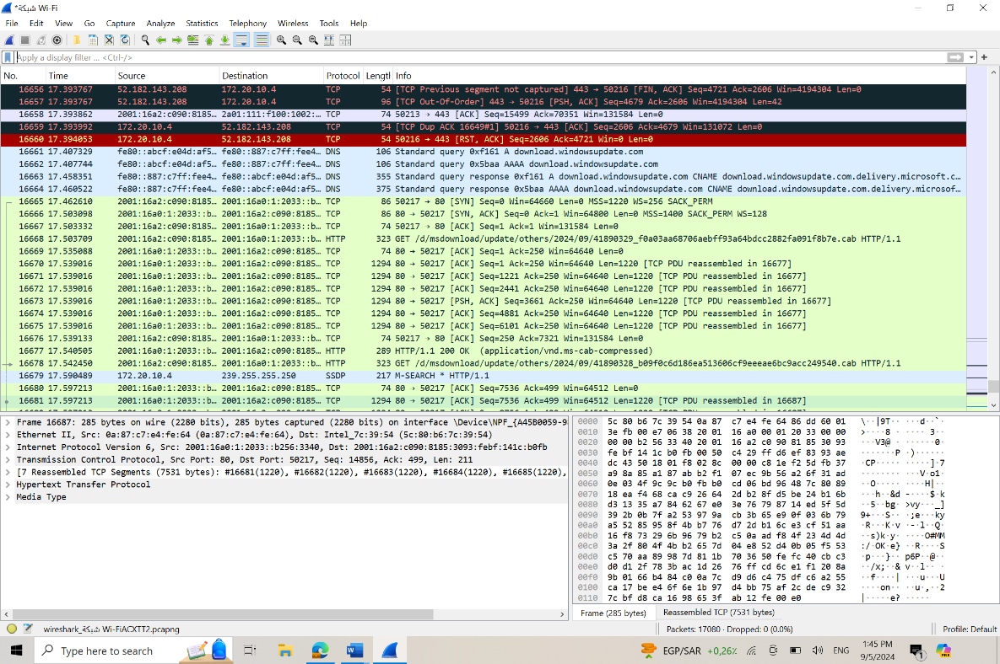 *شبكة Wi-Fi
File Edit View Go Capture Analyze Statistics Telephony Wireless Tools Help
Apply a display filter ... <Ctrl-/>
No. Time Source Destination Protocol Length Info
16656 17.393767 52.182.143.208 172.20.10.4 TCP 54 [TCP Previous segment not captured] 443 → 50216 [FIN, ACK] Seq=4721 Ack=2606 Win=4194304 Len=0
16657 17.393767 52.182.143.208 172.20.10.4 TCP 96 [TCP Out-Of-Order] 443 → 50216 [PSH, ACK] Seq=4679 Ack=2606 Win=4194304 Len=42
16658 17.393862 2001:16a2:c090:8185… 2a01:111:f100:1002:… TCP 74 50213 → 443 [ACK] Seq=15499 Ack=70351 Win=131584 Len=0
16659 17.393992 172.20.10.4 52.182.143.208 TCP 54 [TCP Dup ACK 16649#1] 50216 → 443 [ACK] Seq=2606 Ack=4679 Win=131072 Len=0
16660 17.394053 172.20.10.4 52.182.143.208 TCP 54 50216 → 443 [RST, ACK] Seq=2606 Ack=4721 Win=0 Len=0
16661 17.407329 fe80::abcf:e04d:af5… fe80::887:c7ff:fee4… DNS 106 Standard query 0xf161 A download.windowsupdate.com
16662 17.407744 fe80::abcf:e04d:af5… fe80::887:c7ff:fee4… DNS 106 Standard query 0x5baa AAAA download.windowsupdate.com
16663 17.458351 fe80::887:c7ff:fee4… fe80::abcf:e04d:af5… DNS 355 Standard query response 0xf161 A download.windowsupdate.com CNAME download.windowsupdate.com.delivery.microsoft.c…
16664 17.460522 fe80::887:c7ff:fee4… fe80::abcf:e04d:af5… DNS 375 Standard query response 0x5baa AAAA download.windowsupdate.com CNAME download.windowsupdate.com.delivery.microsof…
16665 17.462610 2001:16a2:c090:8185… 2001:16a0:1:2033::b… TCP 86 50217 → 80 [SYN] Seq=0 Win=64660 Len=0 MSS=1220 WS=256 SACK_PERM
16666 17.503098 2001:16a0:1:2033::b… 2001:16a2:c090:8185… TCP 86 80 → 50217 [SYN, ACK] Seq=0 Ack=1 Win=64800 Len=0 MSS=1400 SACK_PERM WS=128
16667 17.503332 2001:16a2:c090:8185… 2001:16a0:1:2033::b… TCP 74 50217 → 80 [ACK] Seq=1 Ack=1 Win=131584 Len=0
16668 17.503709 2001:16a2:c090:8185… 2001:16a0:1:2033::b… HTTP 323 GET /d/msdownload/update/others/2024/09/41890329_f0a03aa68706aebff93a64bdcc2882fa091f8b7e.cab HTTP/1.1
16669 17.535088 2001:16a0:1:2033::b… 2001:16a2:c090:8185… TCP 74 80 → 50217 [ACK] Seq=1 Ack=250 Win=64640 Len=0
16670 17.539016 2001:16a0:1:2033::b… 2001:16a2:c090:8185… TCP 1294 80 → 50217 [ACK] Seq=1 Ack=250 Win=64640 Len=1220 [TCP PDU reassembled in 16677]
16671 17.539016 2001:16a0:1:2033::b… 2001:16a2:c090:8185… TCP 1294 80 → 50217 [ACK] Seq=1221 Ack=250 Win=64640 Len=1220 [TCP PDU reassembled in 16677]
16672 17.539016 2001:16a0:1:2033::b… 2001:16a2:c090:8185… TCP 1294 80 → 50217 [ACK] Seq=2441 Ack=250 Win=64640 Len=1220 [TCP PDU reassembled in 16677]
16673 17.539016 2001:16a0:1:2033::b… 2001:16a2:c090:8185… TCP 1294 80 → 50217 [PSH, ACK] Seq=3661 Ack=250 Win=64640 Len=1220 [TCP PDU reassembled in 16677]
16674 17.539016 2001:16a0:1:2033::b… 2001:16a2:c090:8185… TCP 1294 80 → 50217 [ACK] Seq=4881 Ack=250 Win=64640 Len=1220 [TCP PDU reassembled in 16677]
16675 17.539016 2001:16a0:1:2033::b… 2001:16a2:c090:8185… TCP 1294 80 → 50217 [ACK] Seq=6101 Ack=250 Win=64640 Len=1220 [TCP PDU reassembled in 16677]
16676 17.539133 2001:16a2:c090:8185… 2001:16a0:1:2033::b… TCP 74 50217 → 80 [ACK] Seq=250 Ack=7321 Win=131584 Len=0
16677 17.540505 2001:16a0:1:2033::b… 2001:16a2:c090:8185… HTTP 289 HTTP/1.1 200 OK (application/vnd.ms-cab-compressed)
16678 17.542450 2001:16a2:c090:8185… 2001:16a0:1:2033::b… HTTP 323 GET /d/msdownload/update/others/2024/09/41890328_b09f0c6d186ea513606cf9eeeae6bc9acc249540.cab HTTP/1.1
16679 17.590489 172.20.10.4 239.255.255.250 SSDP 217 M-SEARCH * HTTP/1.1
16680 17.597213 2001:16a0:1:2033::b… 2001:16a2:c090:8185… TCP 74 80 → 50217 [ACK] Seq=7536 Ack=499 Win=64512 Len=0
16681 17.597213 2001:16a0:1:2033::b… 2001:16a2:c090:8185… TCP 1294 80 → 50217 [ACK] Seq=7536 Ack=499 Win=64512 Len=1220 [TCP PDU reassembled in 16687]
Frame 16687: 285 bytes on wire (2280 bits), 285 bytes captured (2280 bits) on interface \Device\NPF_{A45B0059-9
Ethernet II, Src: 0a:87:c7:e4:fe:64 (0a:87:c7:e4:fe:64), Dst: Intel_7c:39:54 (5c:80:b6:7c:39:54)
Internet Protocol Version 6, Src: 2001:16a0:1:2033::b256:3340, Dst: 2001:16a2:c090:8185:3093:febf:141c:b0fb
Transmission Control Protocol, Src Port: 80, Dst Port: 50217, Seq: 14856, Ack: 499, Len: 211
[7 Reassembled TCP Segments (7531 bytes): #16681(1220), #16682(1220), #16683(1220), #16684(1220), #16685(1220),
Hypertext Transfer Protocol
Media Type
0000 5c 80 b6 7c 39 54 0a 87 c7 e4 fe 64 86 dd 60 01
0010 3e fb 00 e7 06 38 20 01 16 a0 00 01 20 33 00 00
0020 00 00 b2 56 33 40 20 01 16 a2 c0 90 81 85 30 93
0030 fe bf 14 1c b0 fb 00 50 c4 29 ff d6 ef 83 93 ae
0040 dc 43 50 18 01 f8 02 8c 00 00 c8 1e f2 5d fb 37
0050 a9 8a 85 a1 87 ab b2 f1 07 ec 9b 56 a2 6f 31 ad
0060 0e 03 4f 9c 9c b0 fb b0 cd 06 bd 96 48 7c 80 89
0070 18 ea f4 68 ca c9 26 64 2d b2 8f d5 be 24 b1 6b
0080 d3 13 35 a7 84 62 67 e0 3e 76 79 87 14 ed 5f 5d
0090 39 2b 0b 7f a2 53 97 9a cb 3b 65 e9 0f 03 6b 79
00a0 a5 52 85 95 8f 4b b7 76 d7 2d b1 6c e3 cf 51 aa
00b0 16 f8 73 29 6b 96 79 b2 c5 0a ad f8 4f 23 4d 4d
00c0 3a 2f 80 4f 4b b2 65 7d 04 e8 52 d4 0b 05 f5 53
00d0 c5 70 aa 89 98 7d 81 1b 70 36 50 fe fc 40 cb c3
00e0 d0 d1 2f 78 3b ac 1d 26 76 ff cd 6c e1 f1 20 8a
00f0 9b 01 66 b4 84 c0 0a 7c d9 d6 c4 75 df c6 a2 55
0100 ca 17 be e4 6f 6e 1b 97 d4 bb 75 af 2c de c9 32
0110 7c bf d8 ca 16 98 65 3f ab 12 fe 00 e0
Frame (285 bytes) Reassembled TCP (7531 bytes)
wireshark_شبكة Wi-FiACXTT2.pcapng Packets: 17080 · Dropped: 0 (0.0%) Profile: Default
Type here to search EGP/SAR +0,26% ENG 1:45 PM
9/5/2024